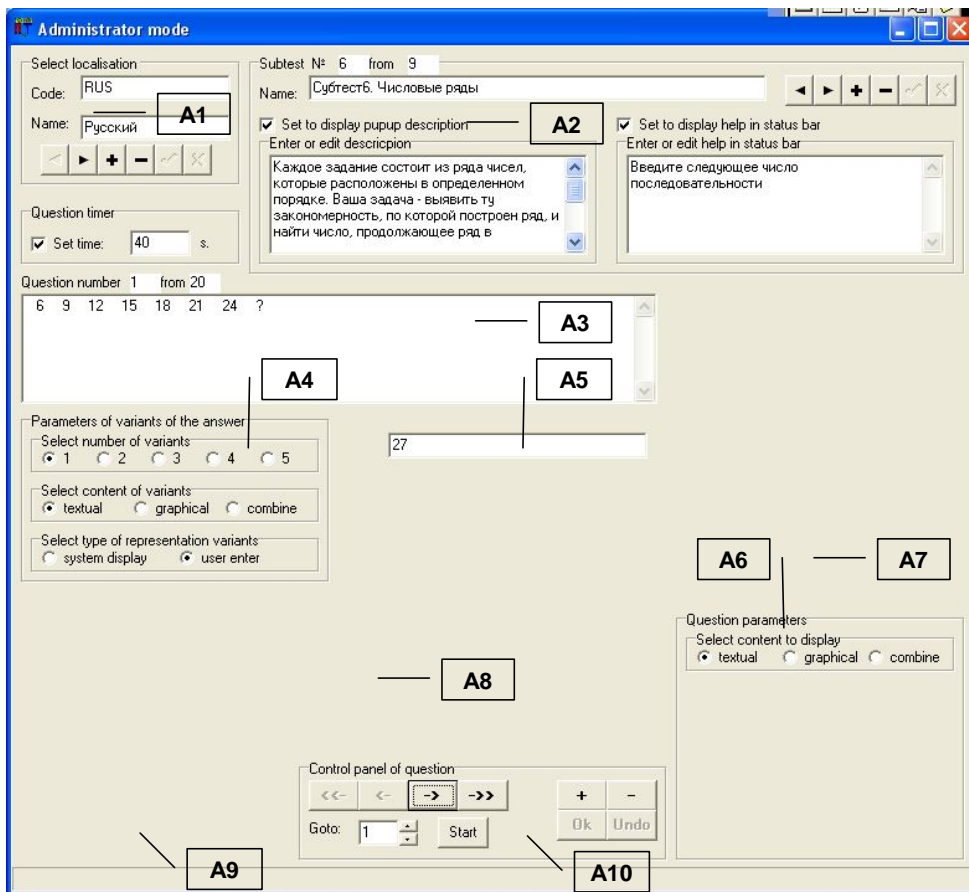 Administrator mode
Select localisation
Code: RUS
Name: Русский
A1
Question timer
Set time: 40 s.
Subtest № 6 from 9
Name: Субтест6. Числовые ряды
Set to display pupup description
A2
Set to display help in status bar
Enter or edit descricpion
Каждое задание состоит из ряда чисел,
которые расположены в определенном
порядке. Ваша задача - выявить ту
закономерность, по которой построен ряд, и
найти число, продолжающее ряд в
Enter or edit help in status bar
Введите следующее число
последовательности
Question number 1 from 20
6 9 12 15 18 21 24 ?
A3
A4
A5
Parameters of variants of the answer
Select number of variants
1 2 3 4 5
27
Select content of variants
textual graphical combine
Select type of representation variants
system display user enter
A6
A7
Question parameters
Select content to display
textual graphical combine
A8
Control panel of question
<<- <- -> ->> + -
Goto: 1 Start Ok Undo
A9
A10